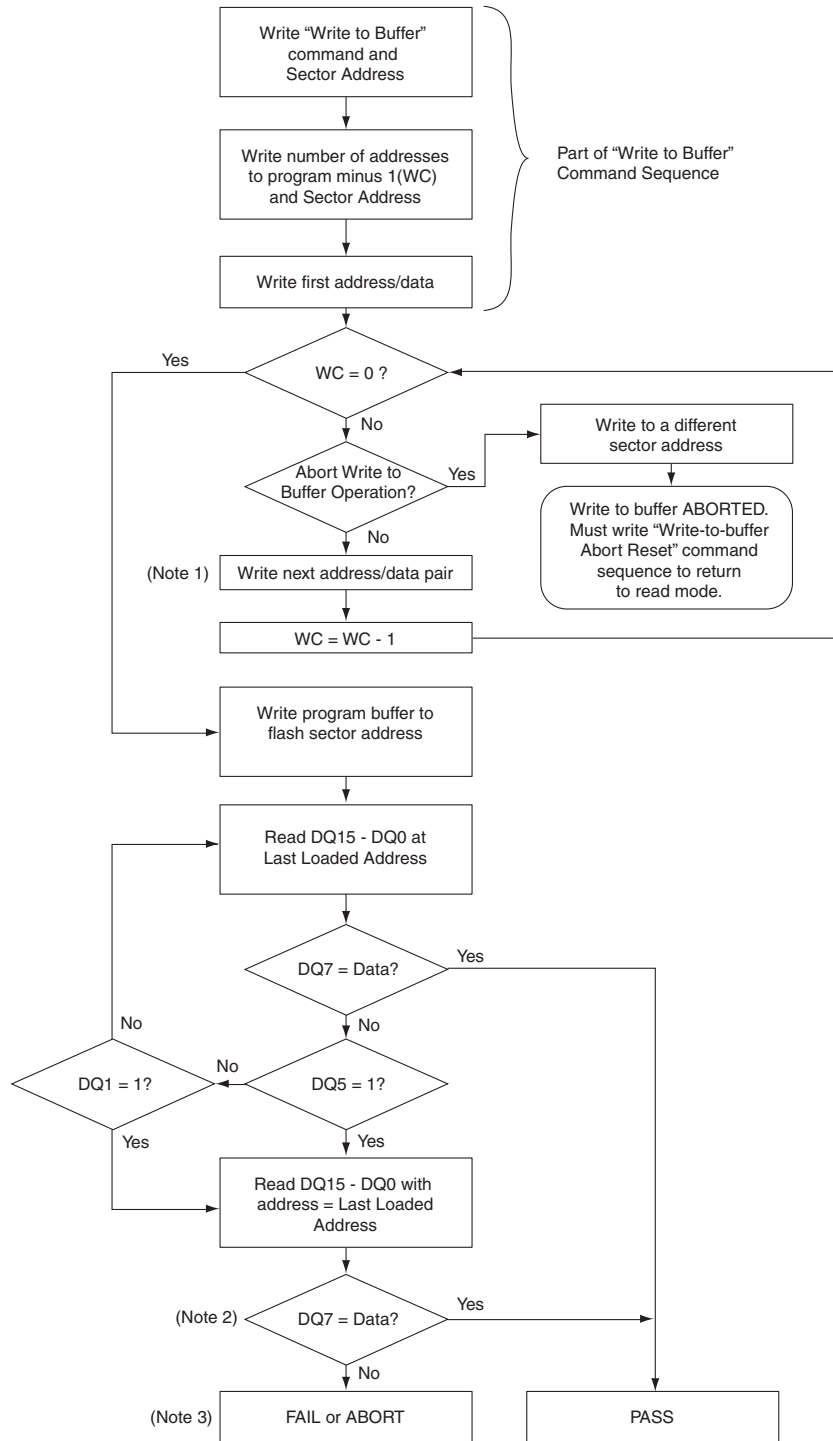 Write “Write to Buffer”
command and
Sector Address
Write number of addresses
to program minus 1(WC)
and Sector Address
Part of “Write to Buffer”
Command Sequence
Write first address/data
Yes
WC = 0 ?
No
Write to a different
sector address
Abort Write to
Buffer Operation?
Yes
Write to buffer ABORTED.
Must write “Write-to-buffer
Abort Reset” command
sequence to return
to read mode.
No
(Note 1)
Write next address/data pair
WC = WC - 1
Write program buffer to
flash sector address
Read DQ15 - DQ0 at
Last Loaded Address
DQ7 = Data?
Yes
No
No
DQ1 = 1?
No
DQ5 = 1?
Yes
Yes
Read DQ15 - DQ0 with
address = Last Loaded
Address
(Note 2)
DQ7 = Data?
Yes
No
(Note 3)
FAIL or ABORT
PASS